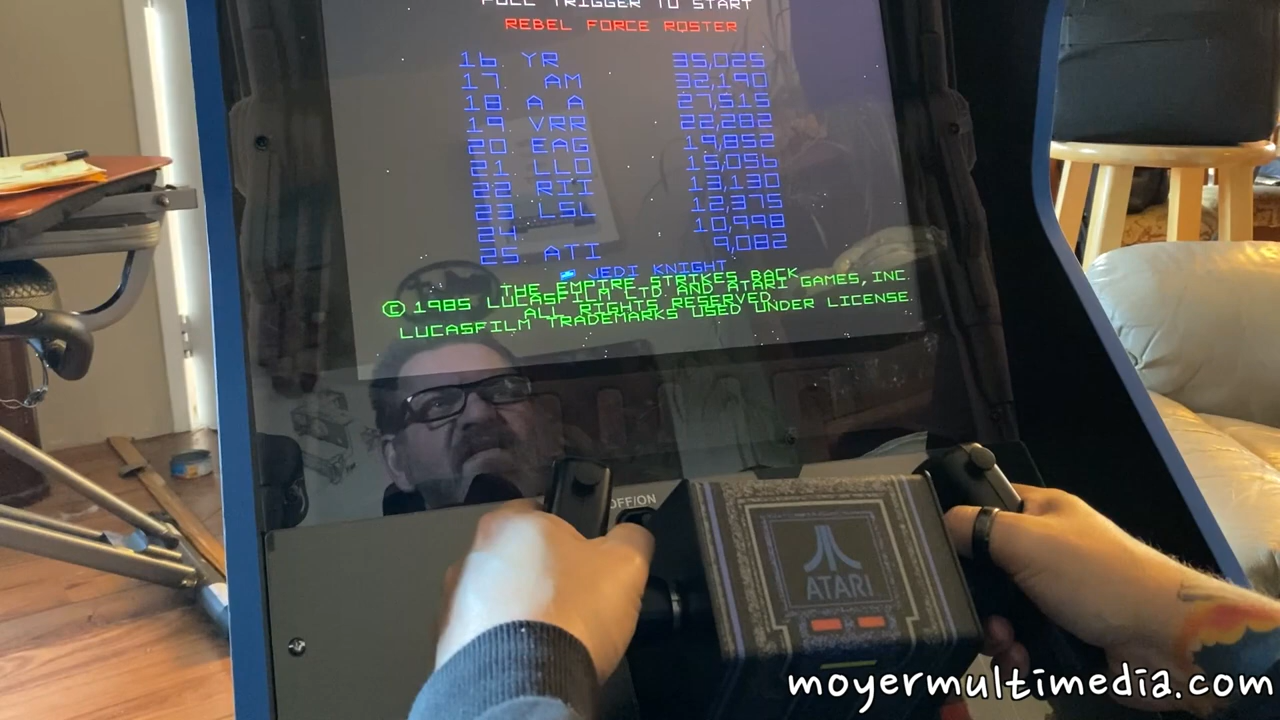 PULL TRIGGER TO START
REBEL FORCE ROSTER
16. YR 35,025
17. AM 32,190
18. A A 27,515
19. VRR 22,282
20. EAG 19,852
21. LLO 15,056
22. RII 13,130
23. LSL 12,375
24. 10,998
25. ATI 9,082
JEDI KNIGHT
THE EMPIRE STRIKES BACK
© 1985 LUCASFILM LTD AND ATARI GAMES, INC.
ALL RIGHTS RESERVED
LUCASFILM TRADEMARKS USED UNDER LICENSE.
OFF/ON
ATARI
moyermultimedia.com